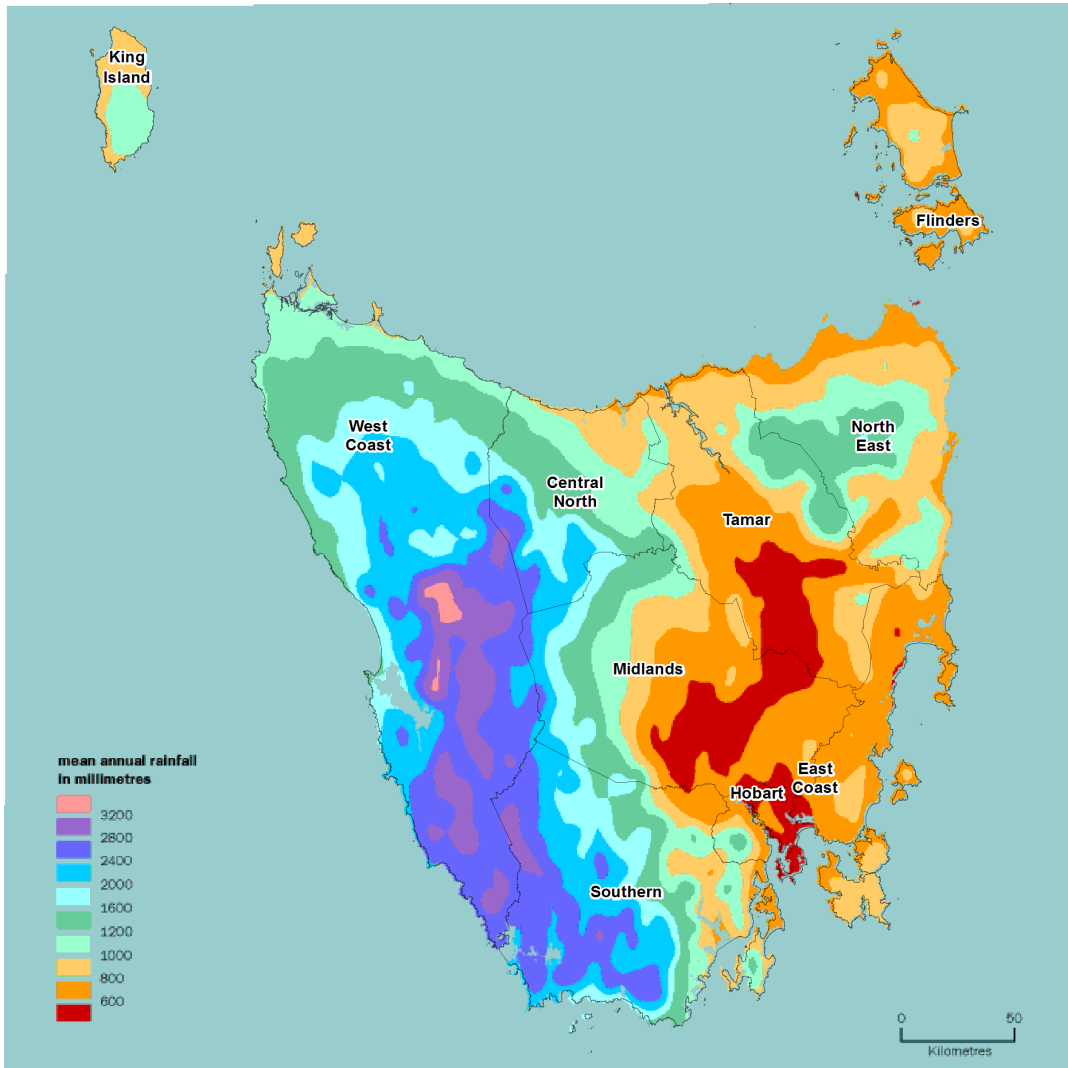 King
Island
Flinders
West
Coast
North
East
Central
North
Tamar
Midlands
East
Coast
Hobart
Southern
mean annual rainfall
in millimetres
3200
2800
2400
2000
1600
1200
1000
800
600
0 50
Kilometres